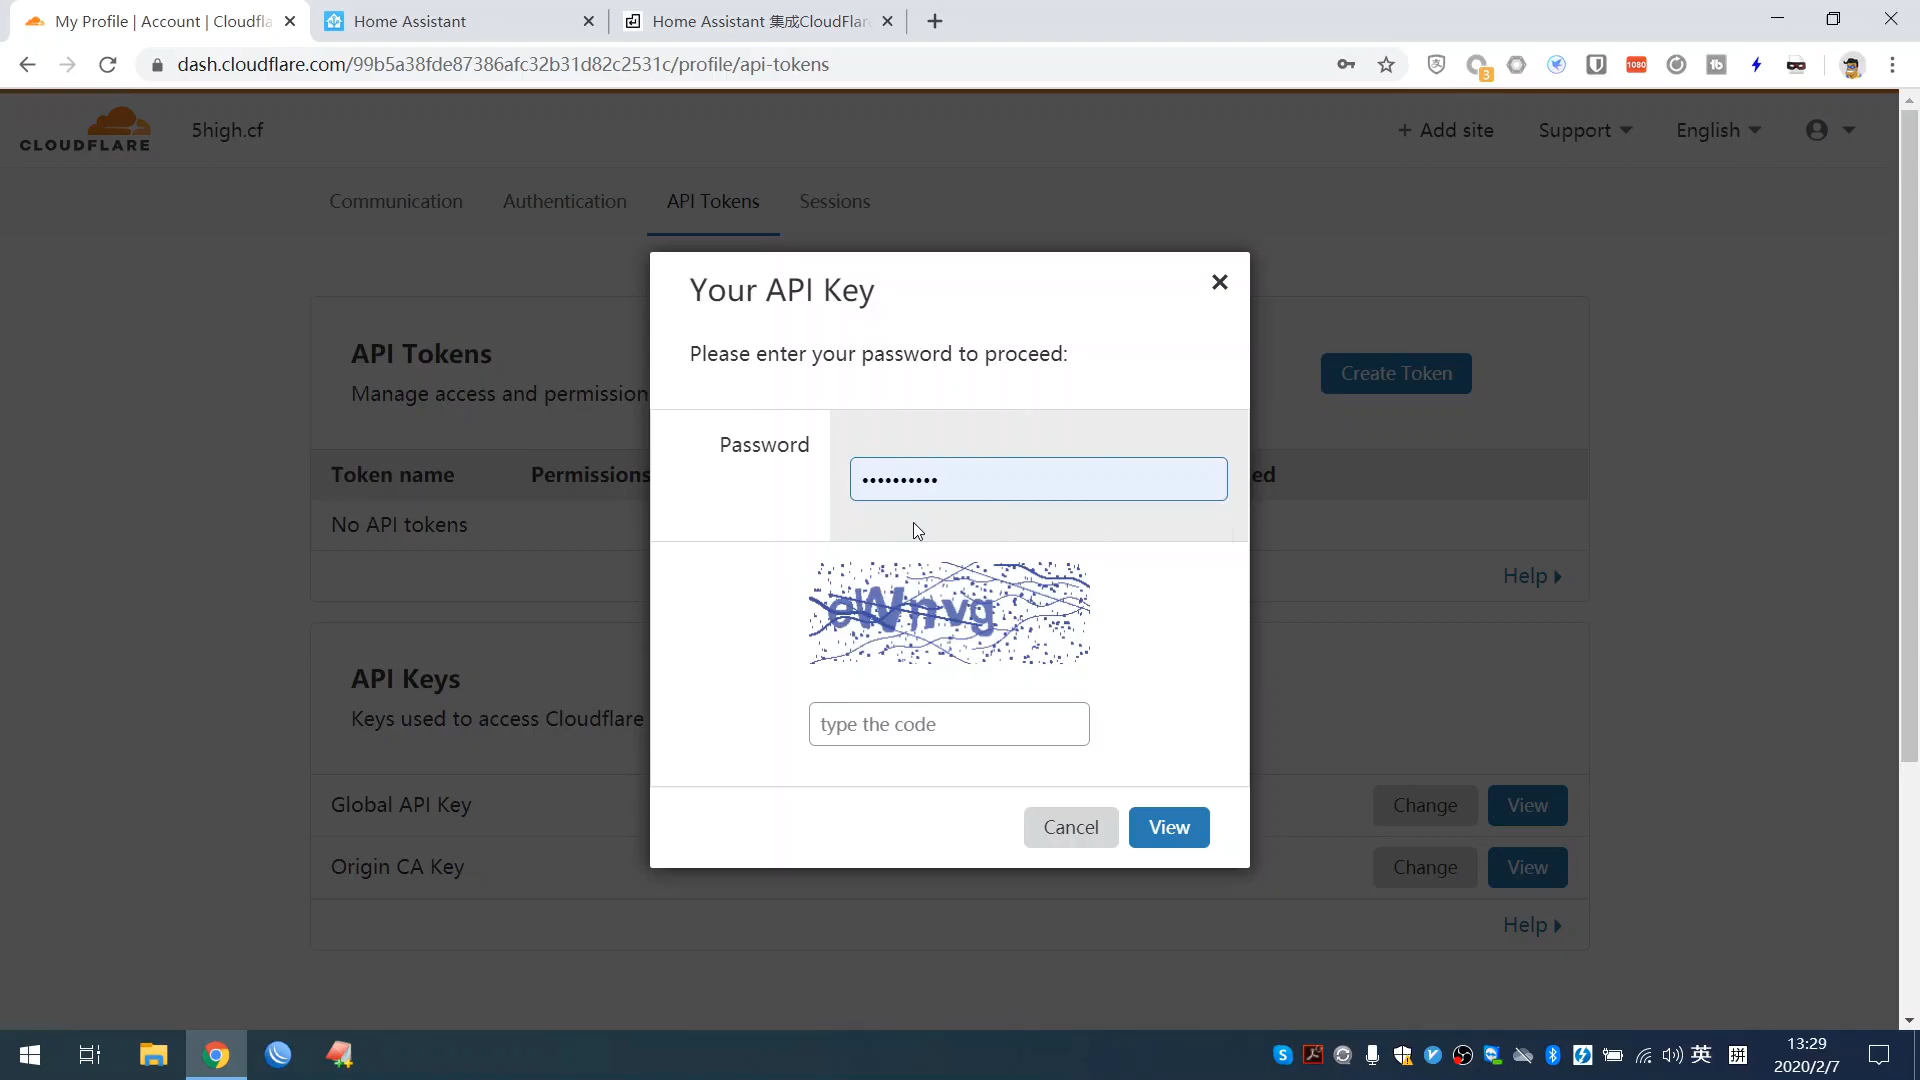 My Profile | Account | Cloudfla
Home Assistant
Home Assistant 集成CloudFlar
dash.cloudflare.com/99b5a38fde87386afc32b31d82c2531c/profile/api-tokens
3
1080
CLOUDFLARE
5high.cf
+ Add site
Support
English
Communication
Authentication
API Tokens
Sessions
Your API Key
Please enter your password to proceed:
API Tokens
Manage access and permission
Create Token
Password
Token name
Permissions
ed
No API tokens
Help
eWnvg
type the code
API Keys
Keys used to access Cloudflare
Global API Key
Change
View
Cancel
View
Origin CA Key
Change
View
Help
英
拼
13:29
2020/2/7